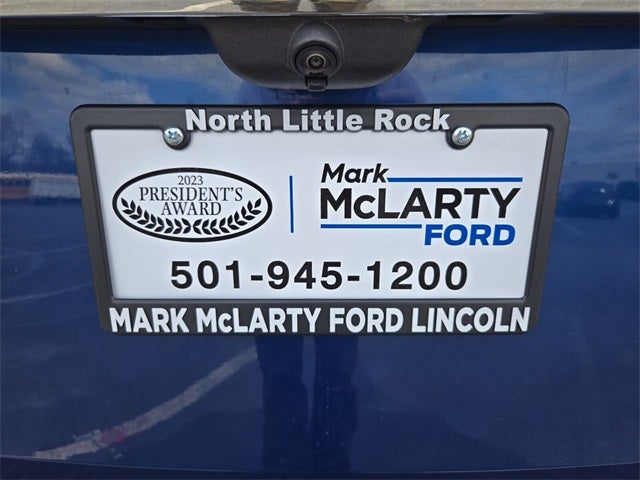 North Little Rock
2023
PRESIDENT'S
AWARD
Mark
McLARTY
FORD
501-945-1200
MARK McLARTY FORD LINCOLN